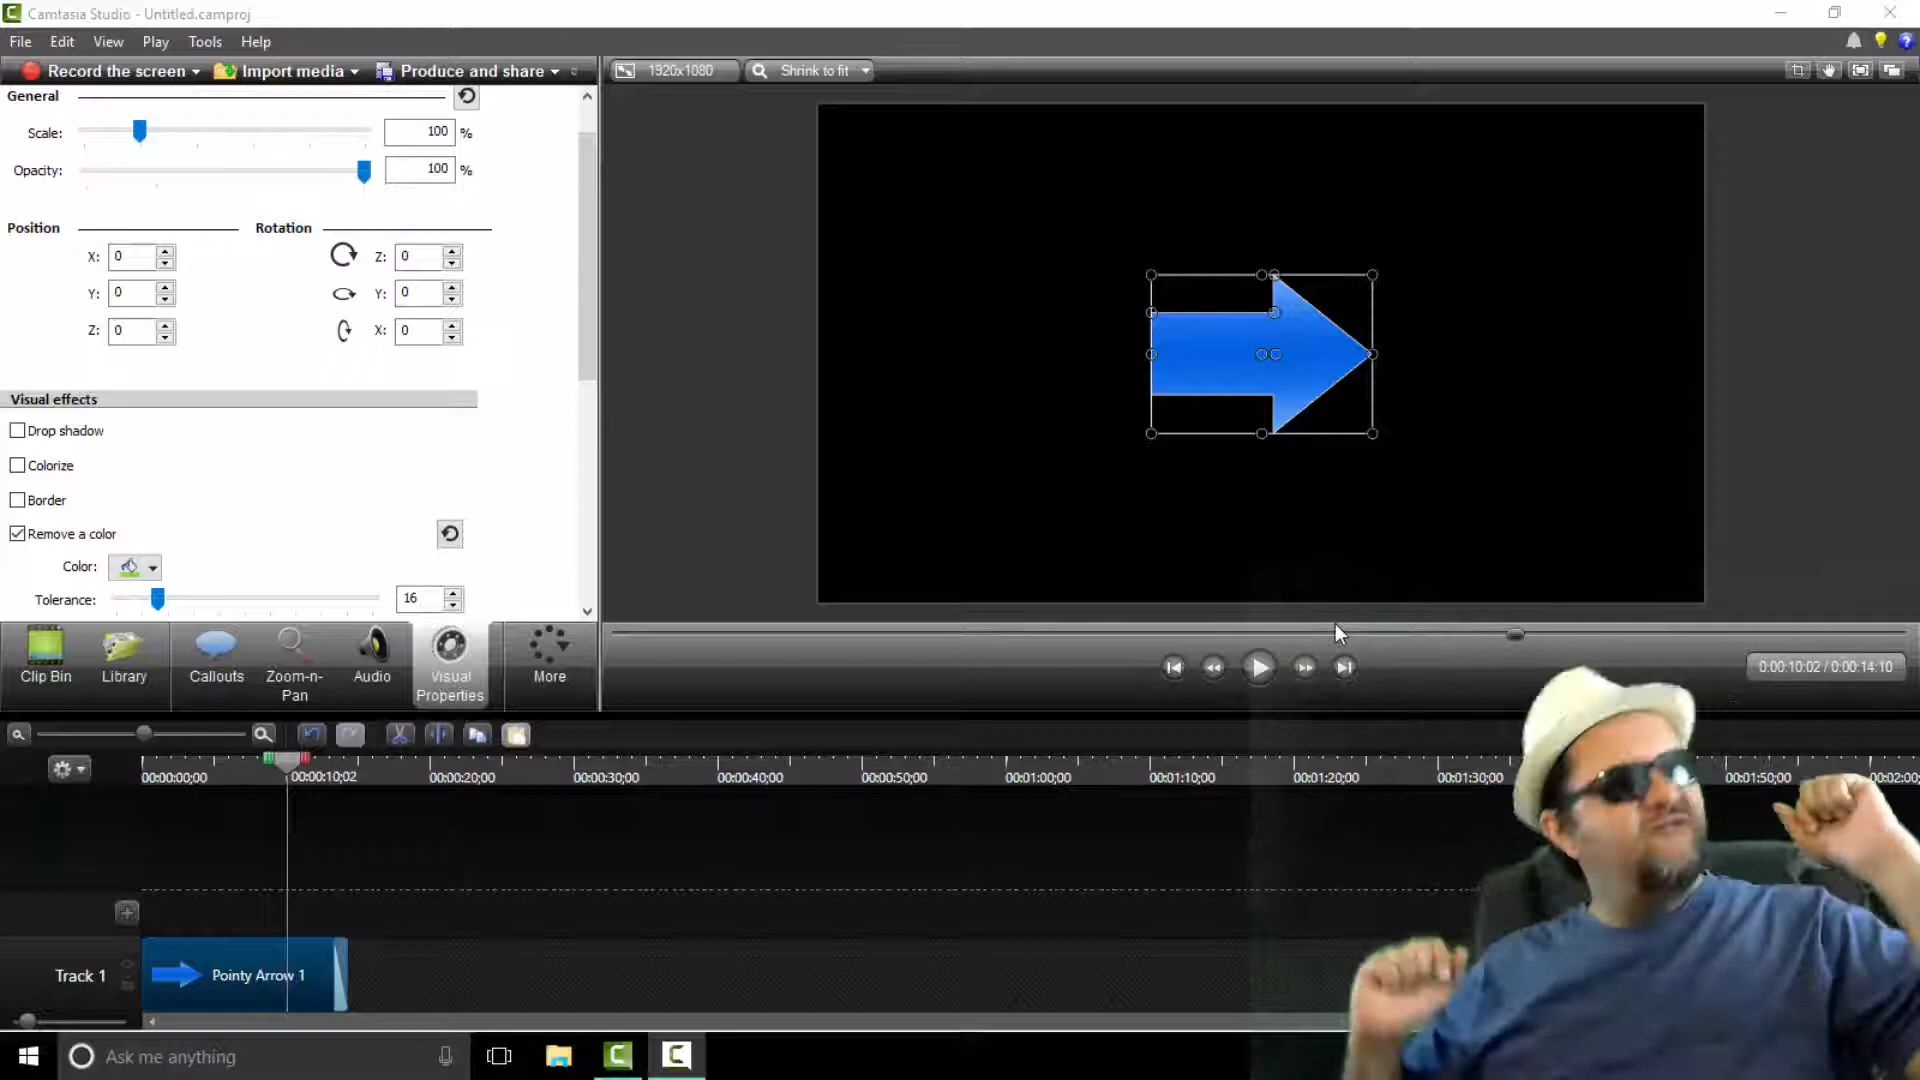 Camtasia Studio - Untitled.camproj
File Edit View Play Tools Help
Record the screen Import media Produce and share 1920x1080 Shrink to fit
General
Scale: 100 %
Opacity: 100 %
Position Rotation
X: 0 Z: 0
Y: 0 Y: 0
Z: 0 X: 0
Visual effects
Drop shadow
Colorize
Border
Remove a color
Color:
Tolerance: 16
Clip Bin Library Callouts Zoom-n-Pan Audio Visual Properties More
0:00:10:02 / 0:00:14:10
00:00:00;00 00:00:10;02 00:00:20;00 00:00:30;00 00:00:40;00 00:00:50;00 00:01:00;00 00:01:10;00 00:01:20;00 00:01:30;00 00:01:50;00 00:02:00;
Track 1 Pointy Arrow 1
Ask me anything